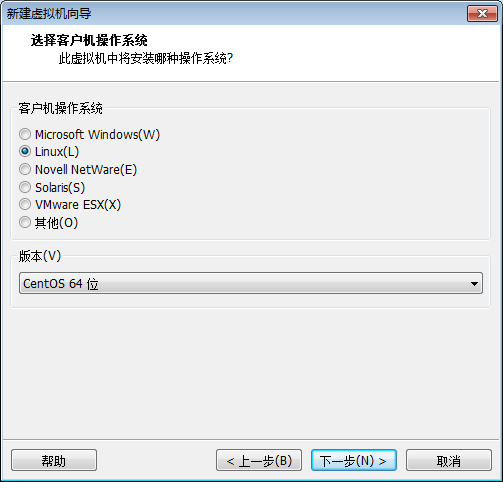 新建虚拟机向导
选择客户机操作系统
此虚拟机中将安装哪种操作系统?
客户机操作系统
Microsoft Windows(W)
Linux(L)
Novell NetWare(E)
Solaris(S)
VMware ESX(X)
其他(O)
版本(V)
CentOS 64 位
帮助
< 上一步(B)
下一步(N) >
取消